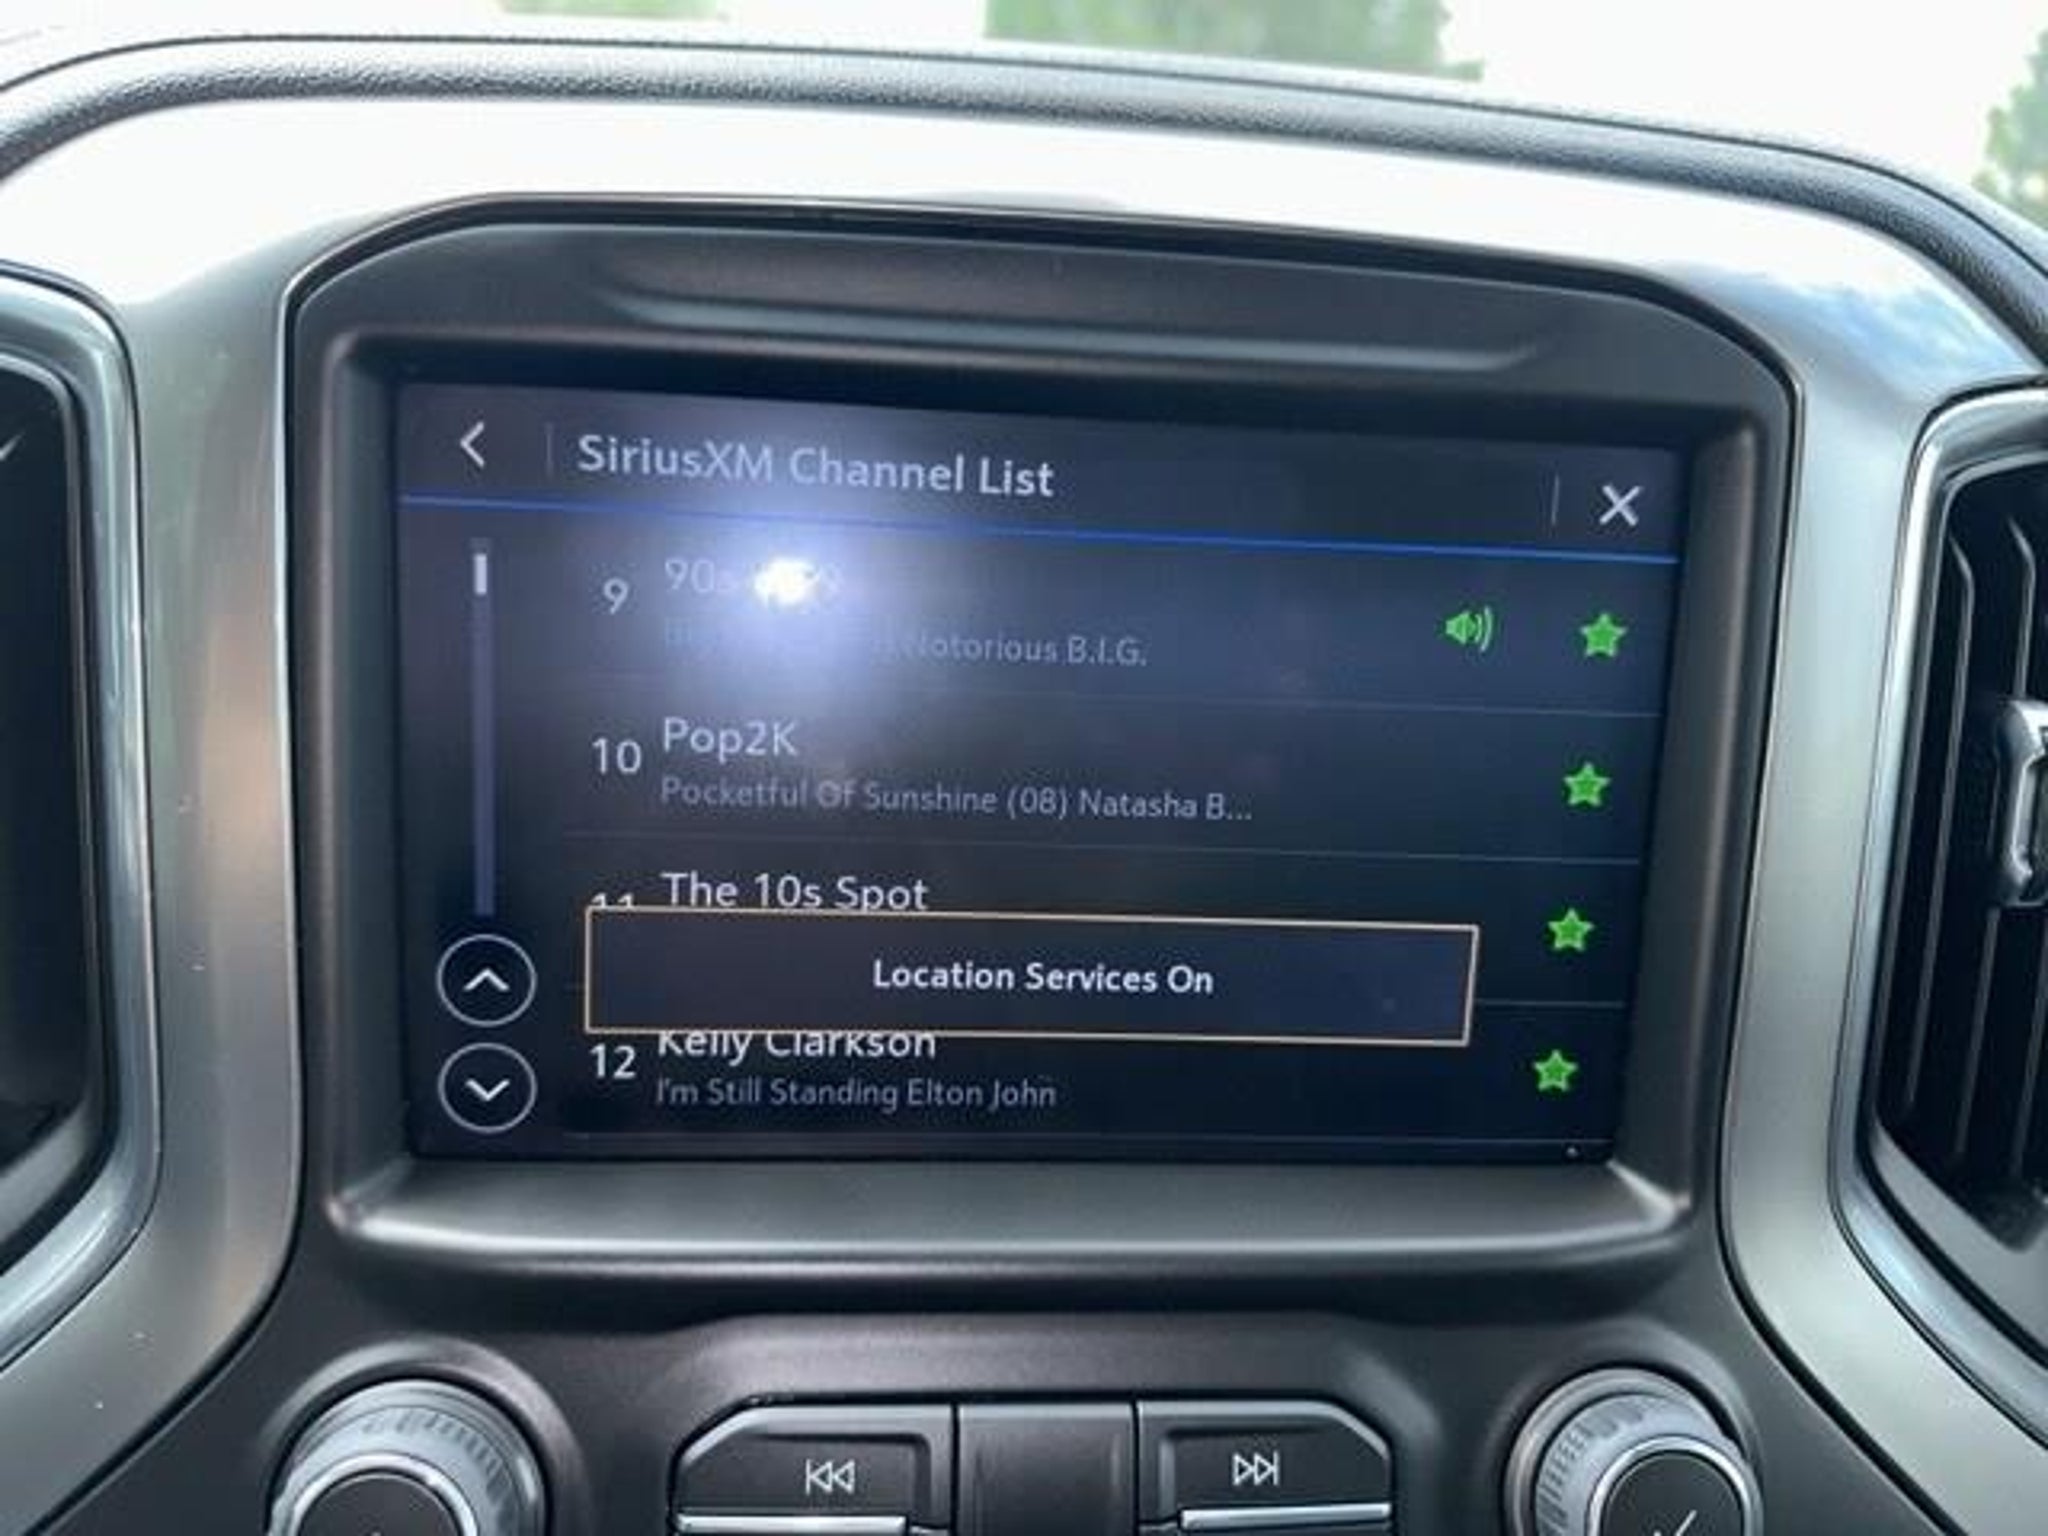 SiriusXM Channel List
9
Notorious B.I.G.
10 Pop2K
Pocketful Of Sunshine (08) Natasha B...
The 10s Spot
Location Services On
12 Kelly Clarkson
I'm Still Standing Elton John